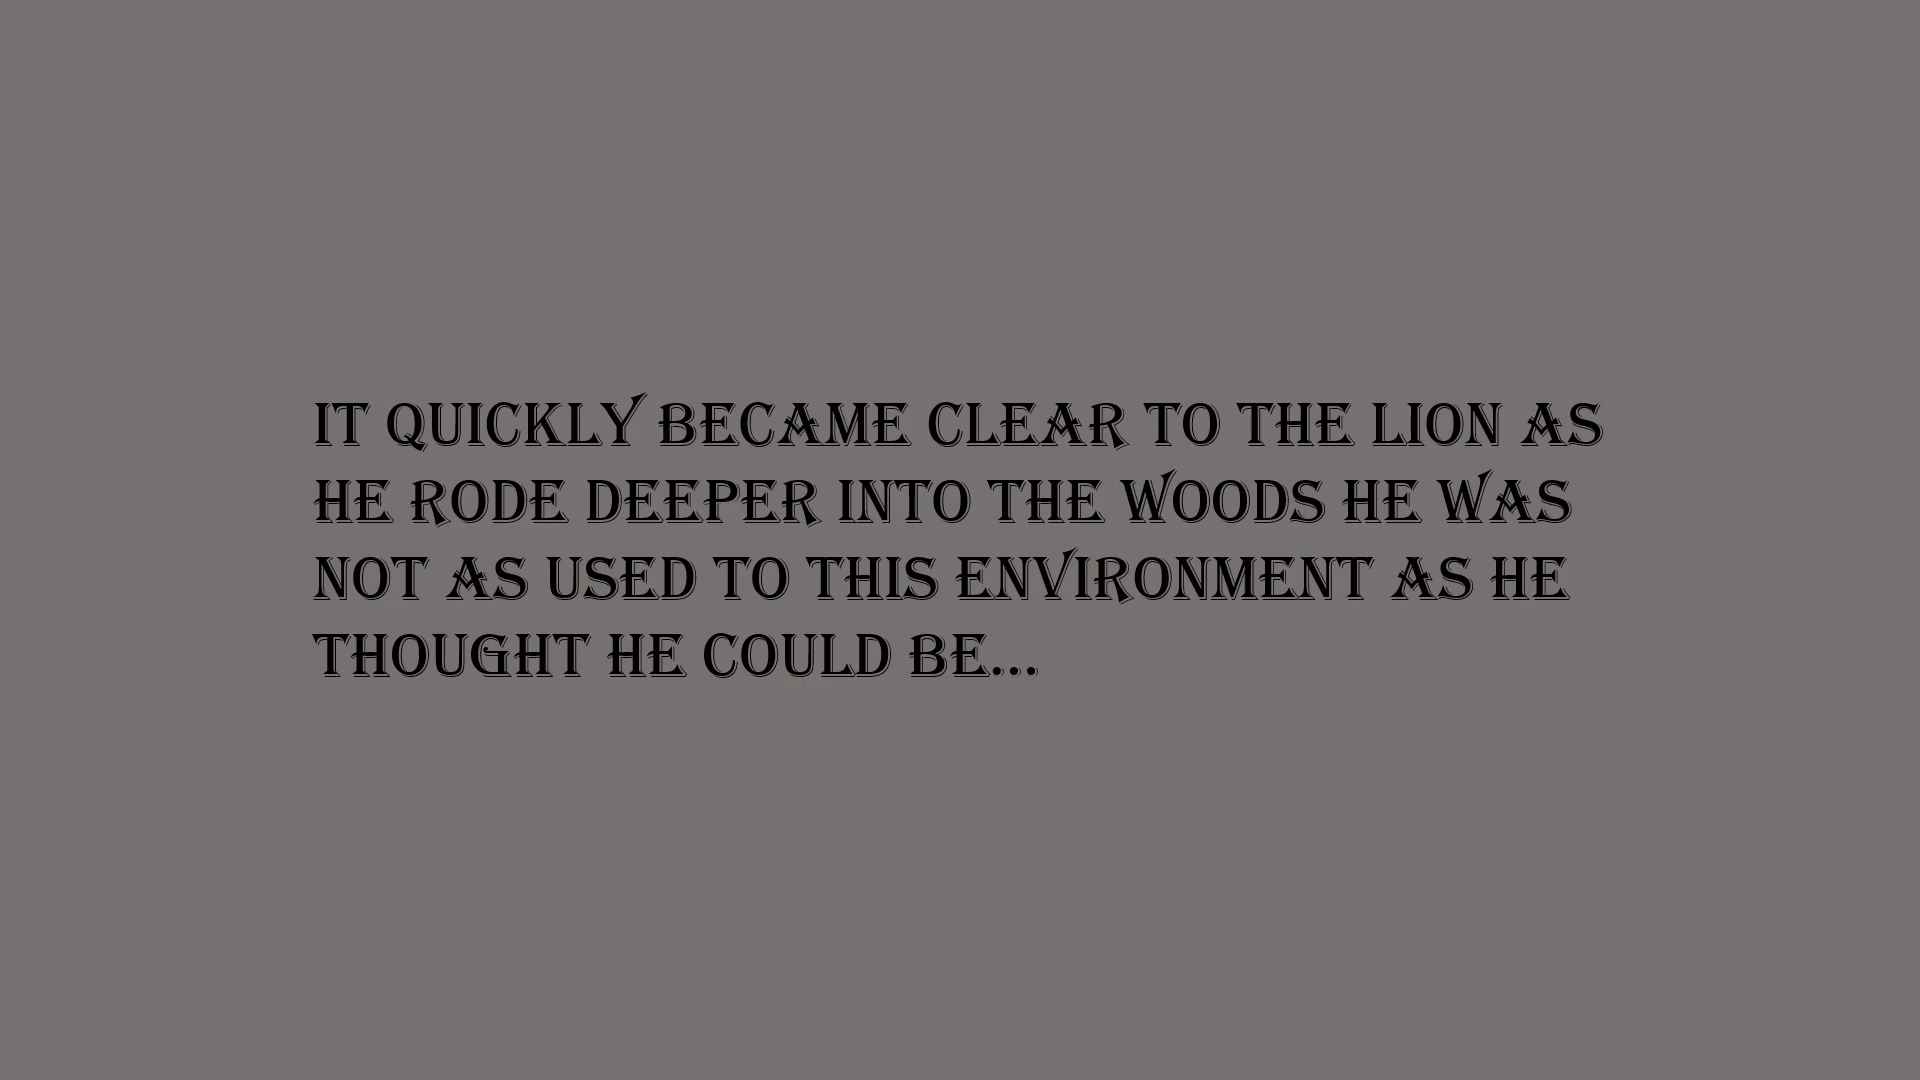 IT QUICKLY BECAME CLEAR TO THE LION AS
HE RODE DEEPER INTO THE WOODS HE WAS
NOT AS USED TO THIS ENVIRONMENT AS HE
THOUGHT HE COULD BE...